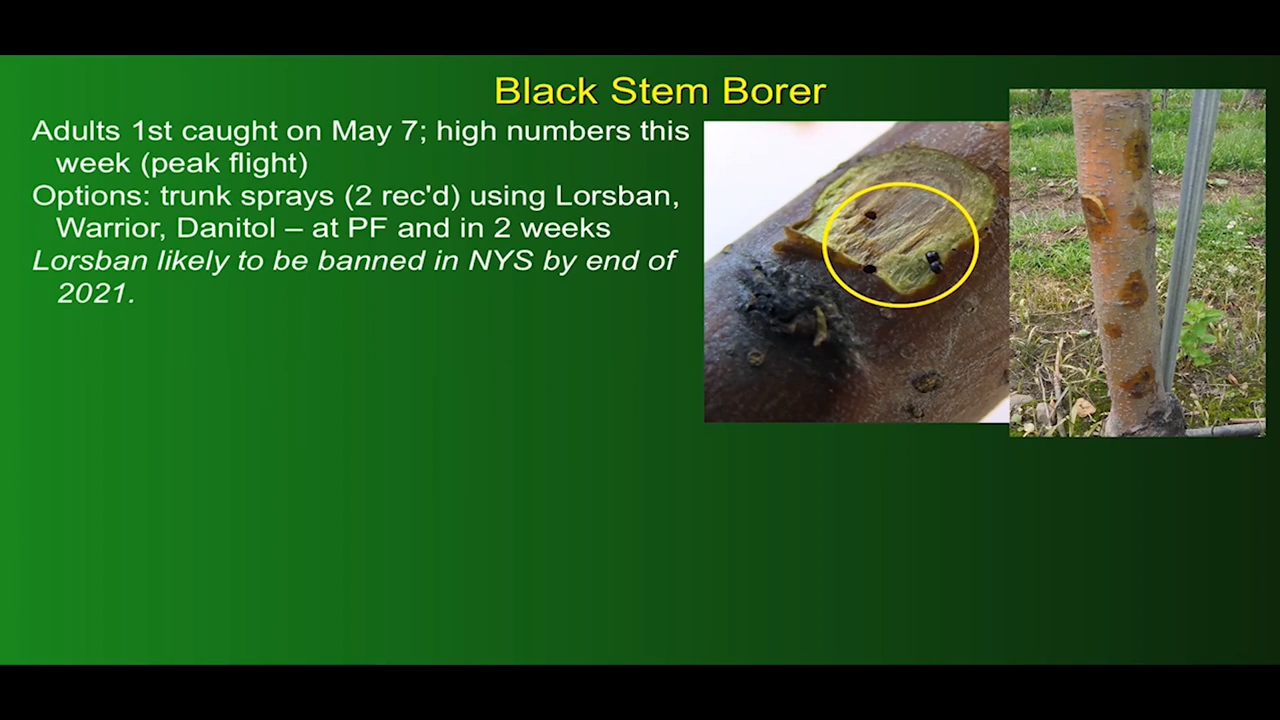 Black Stem Borer
Adults 1st caught on May 7; high numbers this
week (peak flight)
Options: trunk sprays (2 rec'd) using Lorsban,
Warrior, Danitol – at PF and in 2 weeks
Lorsban likely to be banned in NYS by end of
2021.